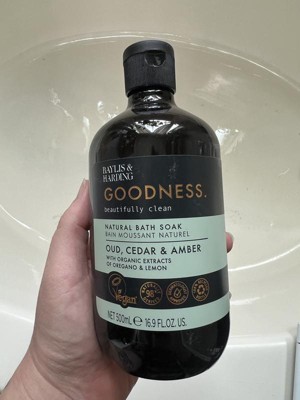 BAYLIS &
HARDING
GOODNESS.
beautifully clean
NATURAL BATH SOAK
BAIN MOUSSANT NATUREL
OUD, CEDAR & AMBER
WITH ORGANIC EXTRACTS
OF OREGANO & LEMON
Vegan
98%
NET 500ml ℮ 16.9 FL.OZ. US.